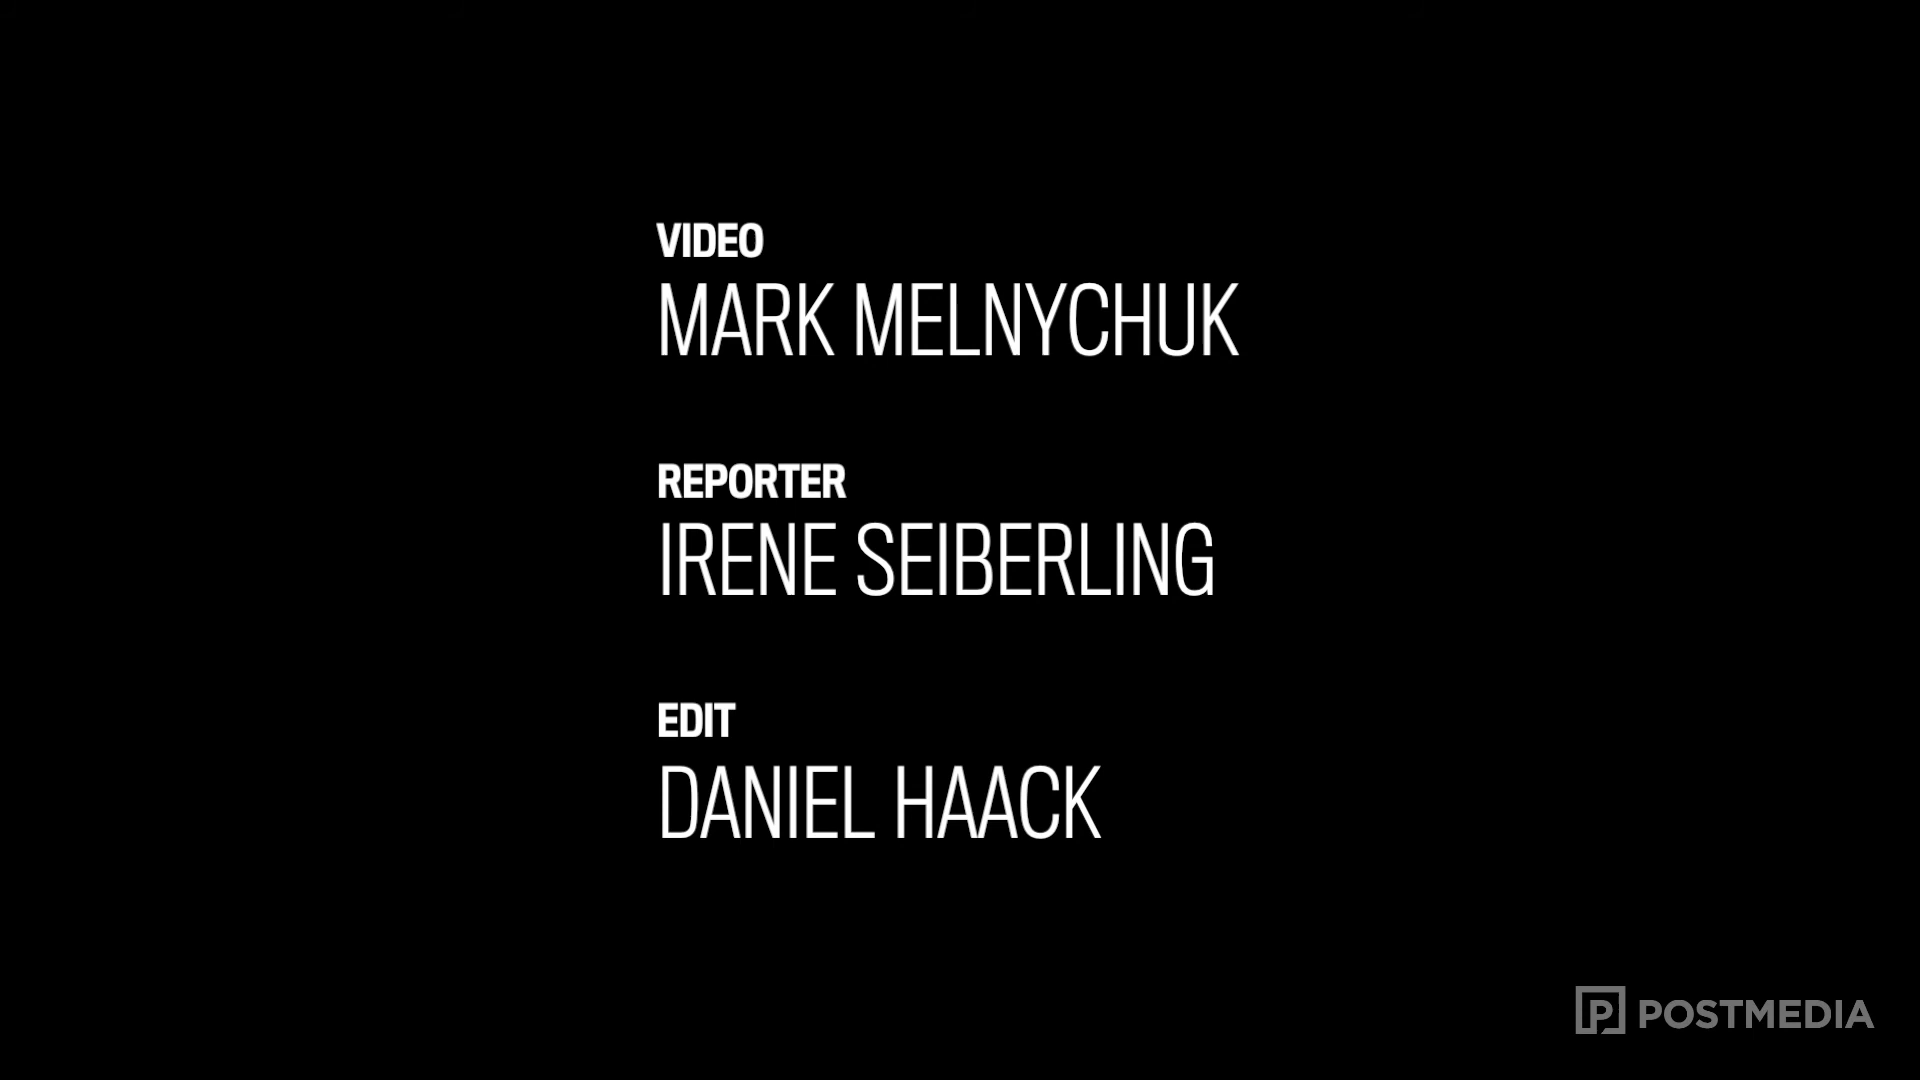 VIDEO
MARK MELNYCHUK
REPORTER
IRENE SEIBERLING
EDIT
DANIEL HAACK
P POSTMEDIA